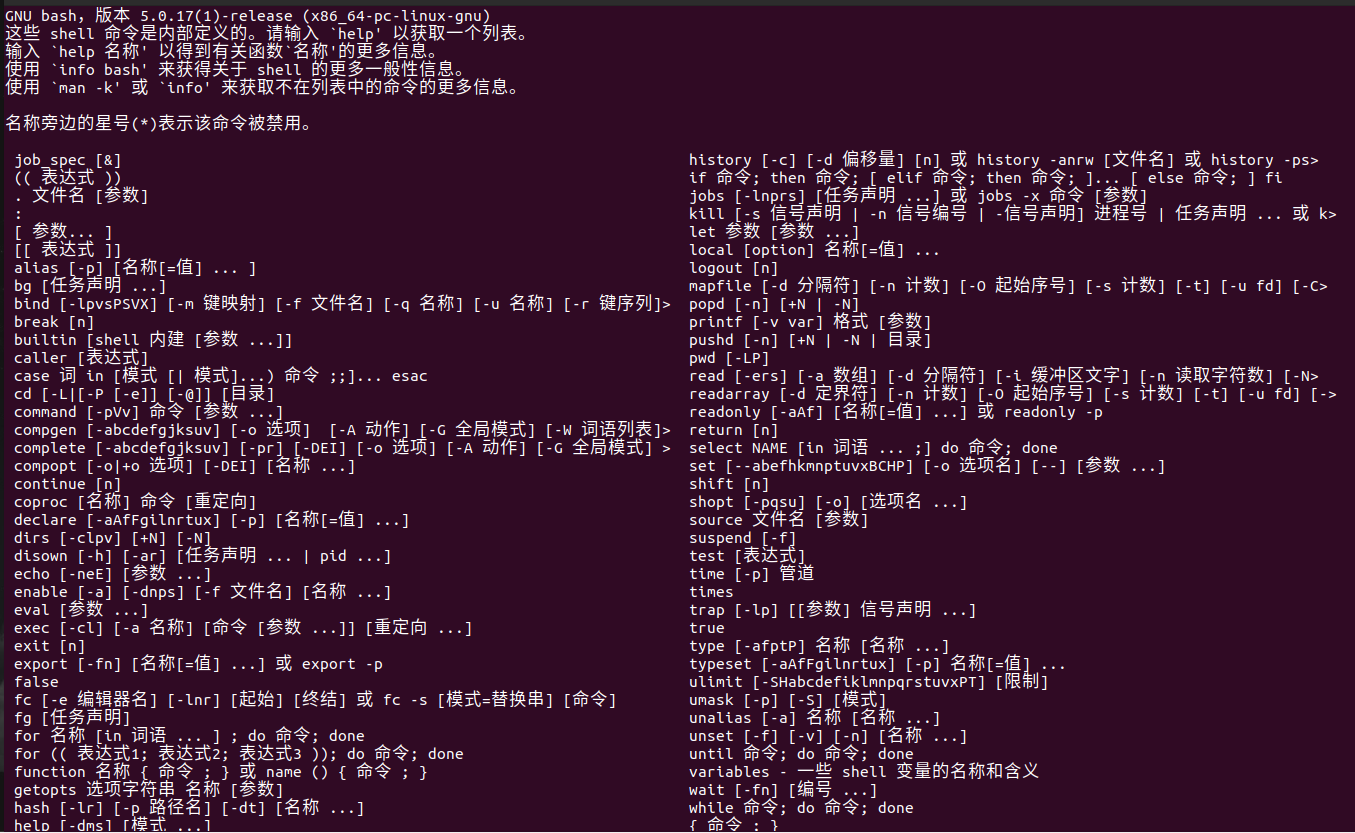 GNU bash，版本 5.0.17(1)-release (x86_64-pc-linux-gnu)
这些 shell 命令是内部定义的。请输入 `help' 以获取一个列表。
输入 `help 名称' 以得到有关函数`名称'的更多信息。
使用 `info bash' 来获得关于 shell 的更多一般性信息。
使用 `man -k' 或 `info' 来获取不在列表中的命令的更多信息。
名称旁边的星号(*)表示该命令被禁用。
job_spec [&]
(( 表达式 ))
. 文件名 [参数]
:
[ 参数... ]
[[ 表达式 ]]
alias [-p] [名称[=值] ... ]
bg [任务声明 ...]
bind [-lpvsPSVX] [-m 键映射] [-f 文件名] [-q 名称] [-u 名称] [-r 键序列]>
break [n]
builtin [shell 内建 [参数 ...]]
caller [表达式]
case 词 in [模式 [| 模式]...) 命令 ;;]... esac
cd [-L|[-P [-e]] [-@]] [目录]
command [-pVv] 命令 [参数 ...]
compgen [-abcdefgjksuv] [-o 选项]  [-A 动作] [-G 全局模式] [-W 词语列表]>
complete [-abcdefgjksuv] [-pr] [-DEI] [-o 选项] [-A 动作] [-G 全局模式] >
compopt [-o|+o 选项] [-DEI] [名称 ...]
continue [n]
coproc [名称] 命令 [重定向]
declare [-aAfFgilnrtux] [-p] [名称[=值] ...]
dirs [-clpv] [+N] [-N]
disown [-h] [-ar] [任务声明 ... | pid ...]
echo [-neE] [参数 ...]
enable [-a] [-dnps] [-f 文件名] [名称 ...]
eval [参数 ...]
exec [-cl] [-a 名称] [命令 [参数 ...]] [重定向 ...]
exit [n]
export [-fn] [名称[=值] ...] 或 export -p
false
fc [-e 编辑器名] [-lnr] [起始] [终结] 或 fc -s [模式=替换串] [命令]
fg [任务声明]
for 名称 [in 词语 ... ] ; do 命令; done
for (( 表达式1; 表达式2; 表达式3 )); do 命令; done
function 名称 { 命令 ; } 或 name () { 命令 ; }
getopts 选项字符串 名称 [参数]
hash [-lr] [-p 路径名] [-dt] [名称 ...]
help [-dms] [模式 ...]
history [-c] [-d 偏移量] [n] 或 history -anrw [文件名] 或 history -ps>
if 命令; then 命令; [ elif 命令; then 命令; ]... [ else 命令; ] fi
jobs [-lnprs] [任务声明 ...] 或 jobs -x 命令 [参数]
kill [-s 信号声明 | -n 信号编号 | -信号声明] 进程号 | 任务声明 ... 或 k>
let 参数 [参数 ...]
local [option] 名称[=值] ...
logout [n]
mapfile [-d 分隔符] [-n 计数] [-O 起始序号] [-s 计数] [-t] [-u fd] [-C>
popd [-n] [+N | -N]
printf [-v var] 格式 [参数]
pushd [-n] [+N | -N | 目录]
pwd [-LP]
read [-ers] [-a 数组] [-d 分隔符] [-i 缓冲区文字] [-n 读取字符数] [-N>
readarray [-d 定界符] [-n 计数] [-O 起始序号] [-s 计数] [-t] [-u fd] [->
readonly [-aAf] [名称[=值] ...] 或 readonly -p
return [n]
select NAME [in 词语 ... ;] do 命令; done
set [--abefhkmnptuvxBCHP] [-o 选项名] [--] [参数 ...]
shift [n]
shopt [-pqsu] [-o] [选项名 ...]
source 文件名 [参数]
suspend [-f]
test [表达式]
time [-p] 管道
times
trap [-lp] [[参数] 信号声明 ...]
true
type [-afptP] 名称 [名称 ...]
typeset [-aAfFgilnrtux] [-p] 名称[=值] ...
ulimit [-SHabcdefiklmnpqrstuvxPT] [限制]
umask [-p] [-S] [模式]
unalias [-a] 名称 [名称 ...]
unset [-f] [-v] [-n] [名称 ...]
until 命令; do 命令; done
variables - 一些 shell 变量的名称和含义
wait [-fn] [编号 ...]
while 命令; do 命令; done
{ 命令 ; }